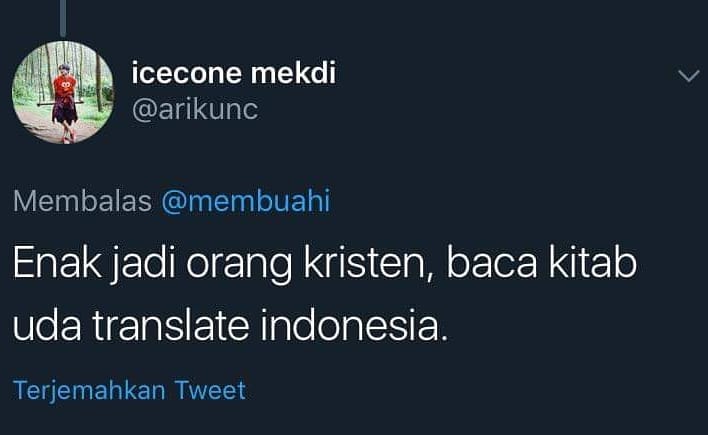 icecone mekdi
@arikunc
Membalas @membuahi
Enak jadi orang kristen, baca kitab
uda translate indonesia.
Terjemahkan Tweet